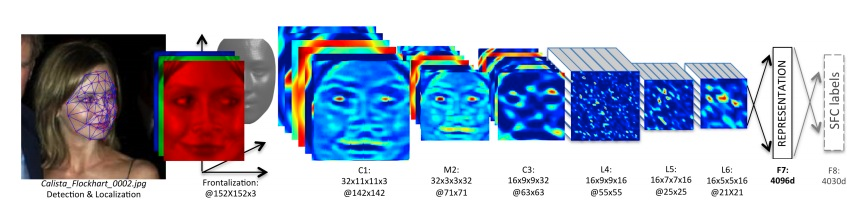 Calista_Flockhart_0002.jpg
Detection & Localization
Frontalization:
@152X152x3
C1:
32x11x11x3
@142x142
M2:
32x3x3x32
@71x71
C3:
16x9x9x32
@63x63
L4:
16x9x9x16
@55x55
L5:
16x7x7x16
@25x25
L6:
16x5x5x16
@21X21
REPRESENTATION
F7:
4096d
SFC labels
F8:
4030d